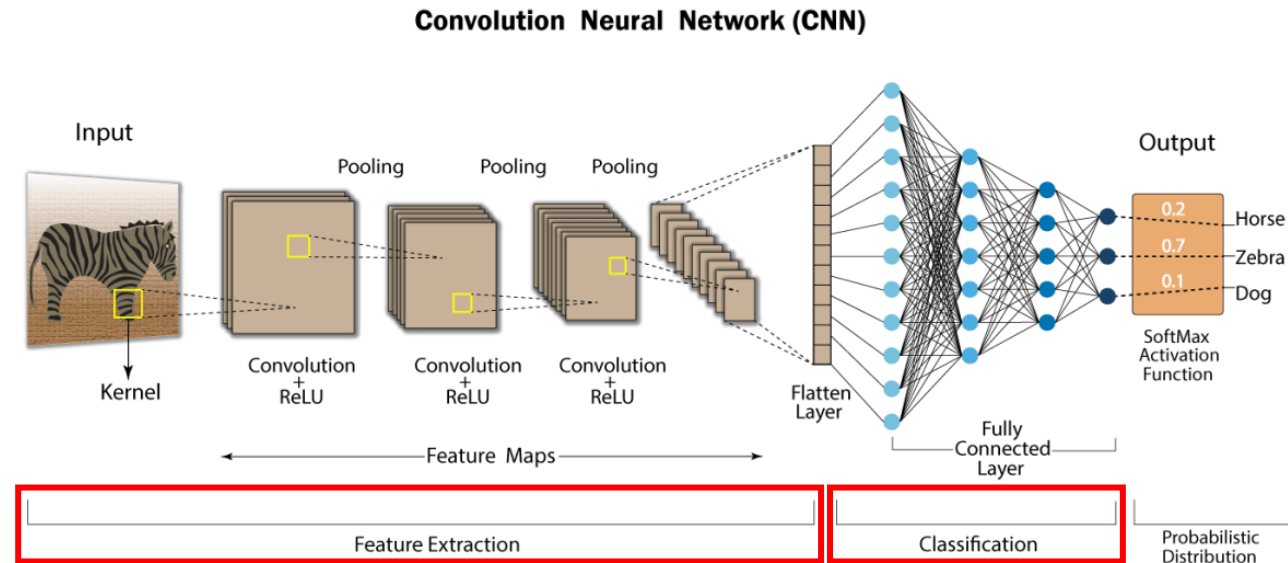 Convolution Neural Network (CNN)
Input
Pooling
Pooling
Pooling
Output
0.2
Horse
0.7
Zebra
0.1
Dog
Kernel
Convolution
+
ReLU
Convolution
+
ReLU
Convolution
+
ReLU
Flatten
Layer
SoftMax
Activation
Function
Feature Maps
Fully
Connected
Layer
Feature Extraction
Classification
Probabilistic
Distribution